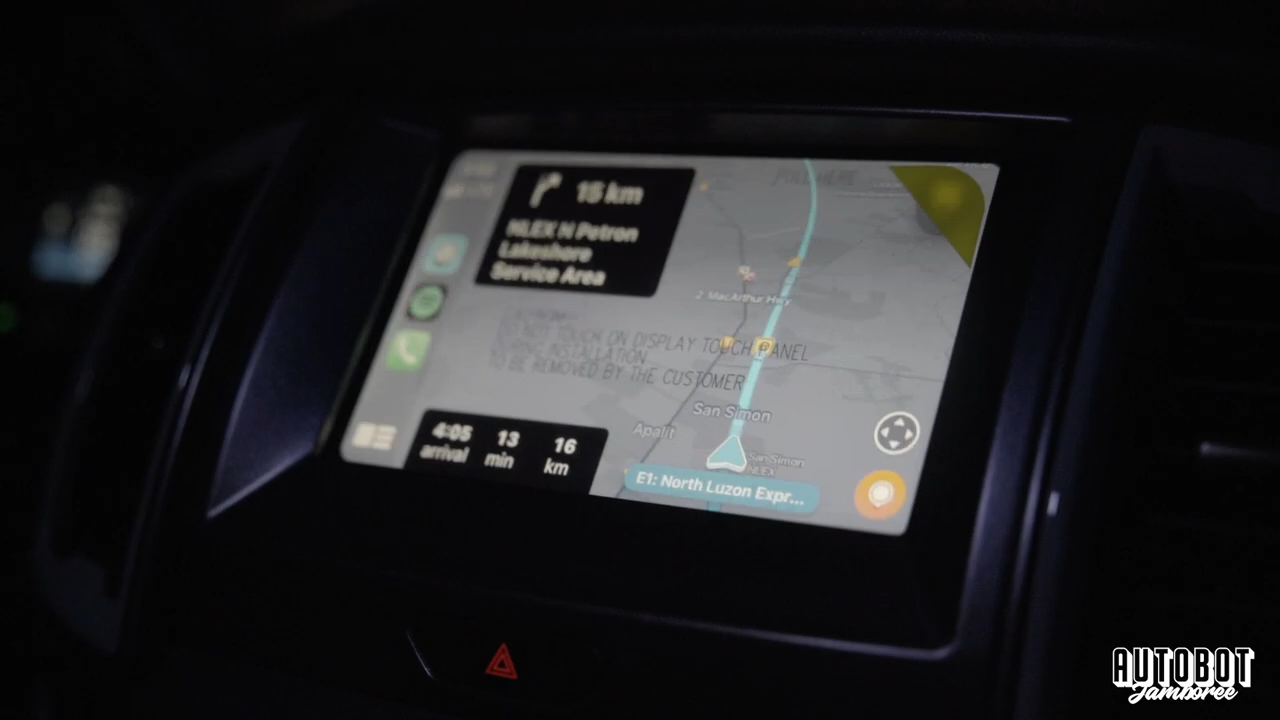 15 km
NLEX N Petron
Lakeshore
Service Area
2: MacArthur Hwy
DO NOT TOUCH ON DISPLAY TOUCH PANEL
INSTALLATION
TO BE REMOVED BY THE CUSTOMER
San Simon
Apalit
San Simon
NLEX
4:05 13 16
arrival min km
E1: North Luzon Expr...
AUTOBOT
Jamboree